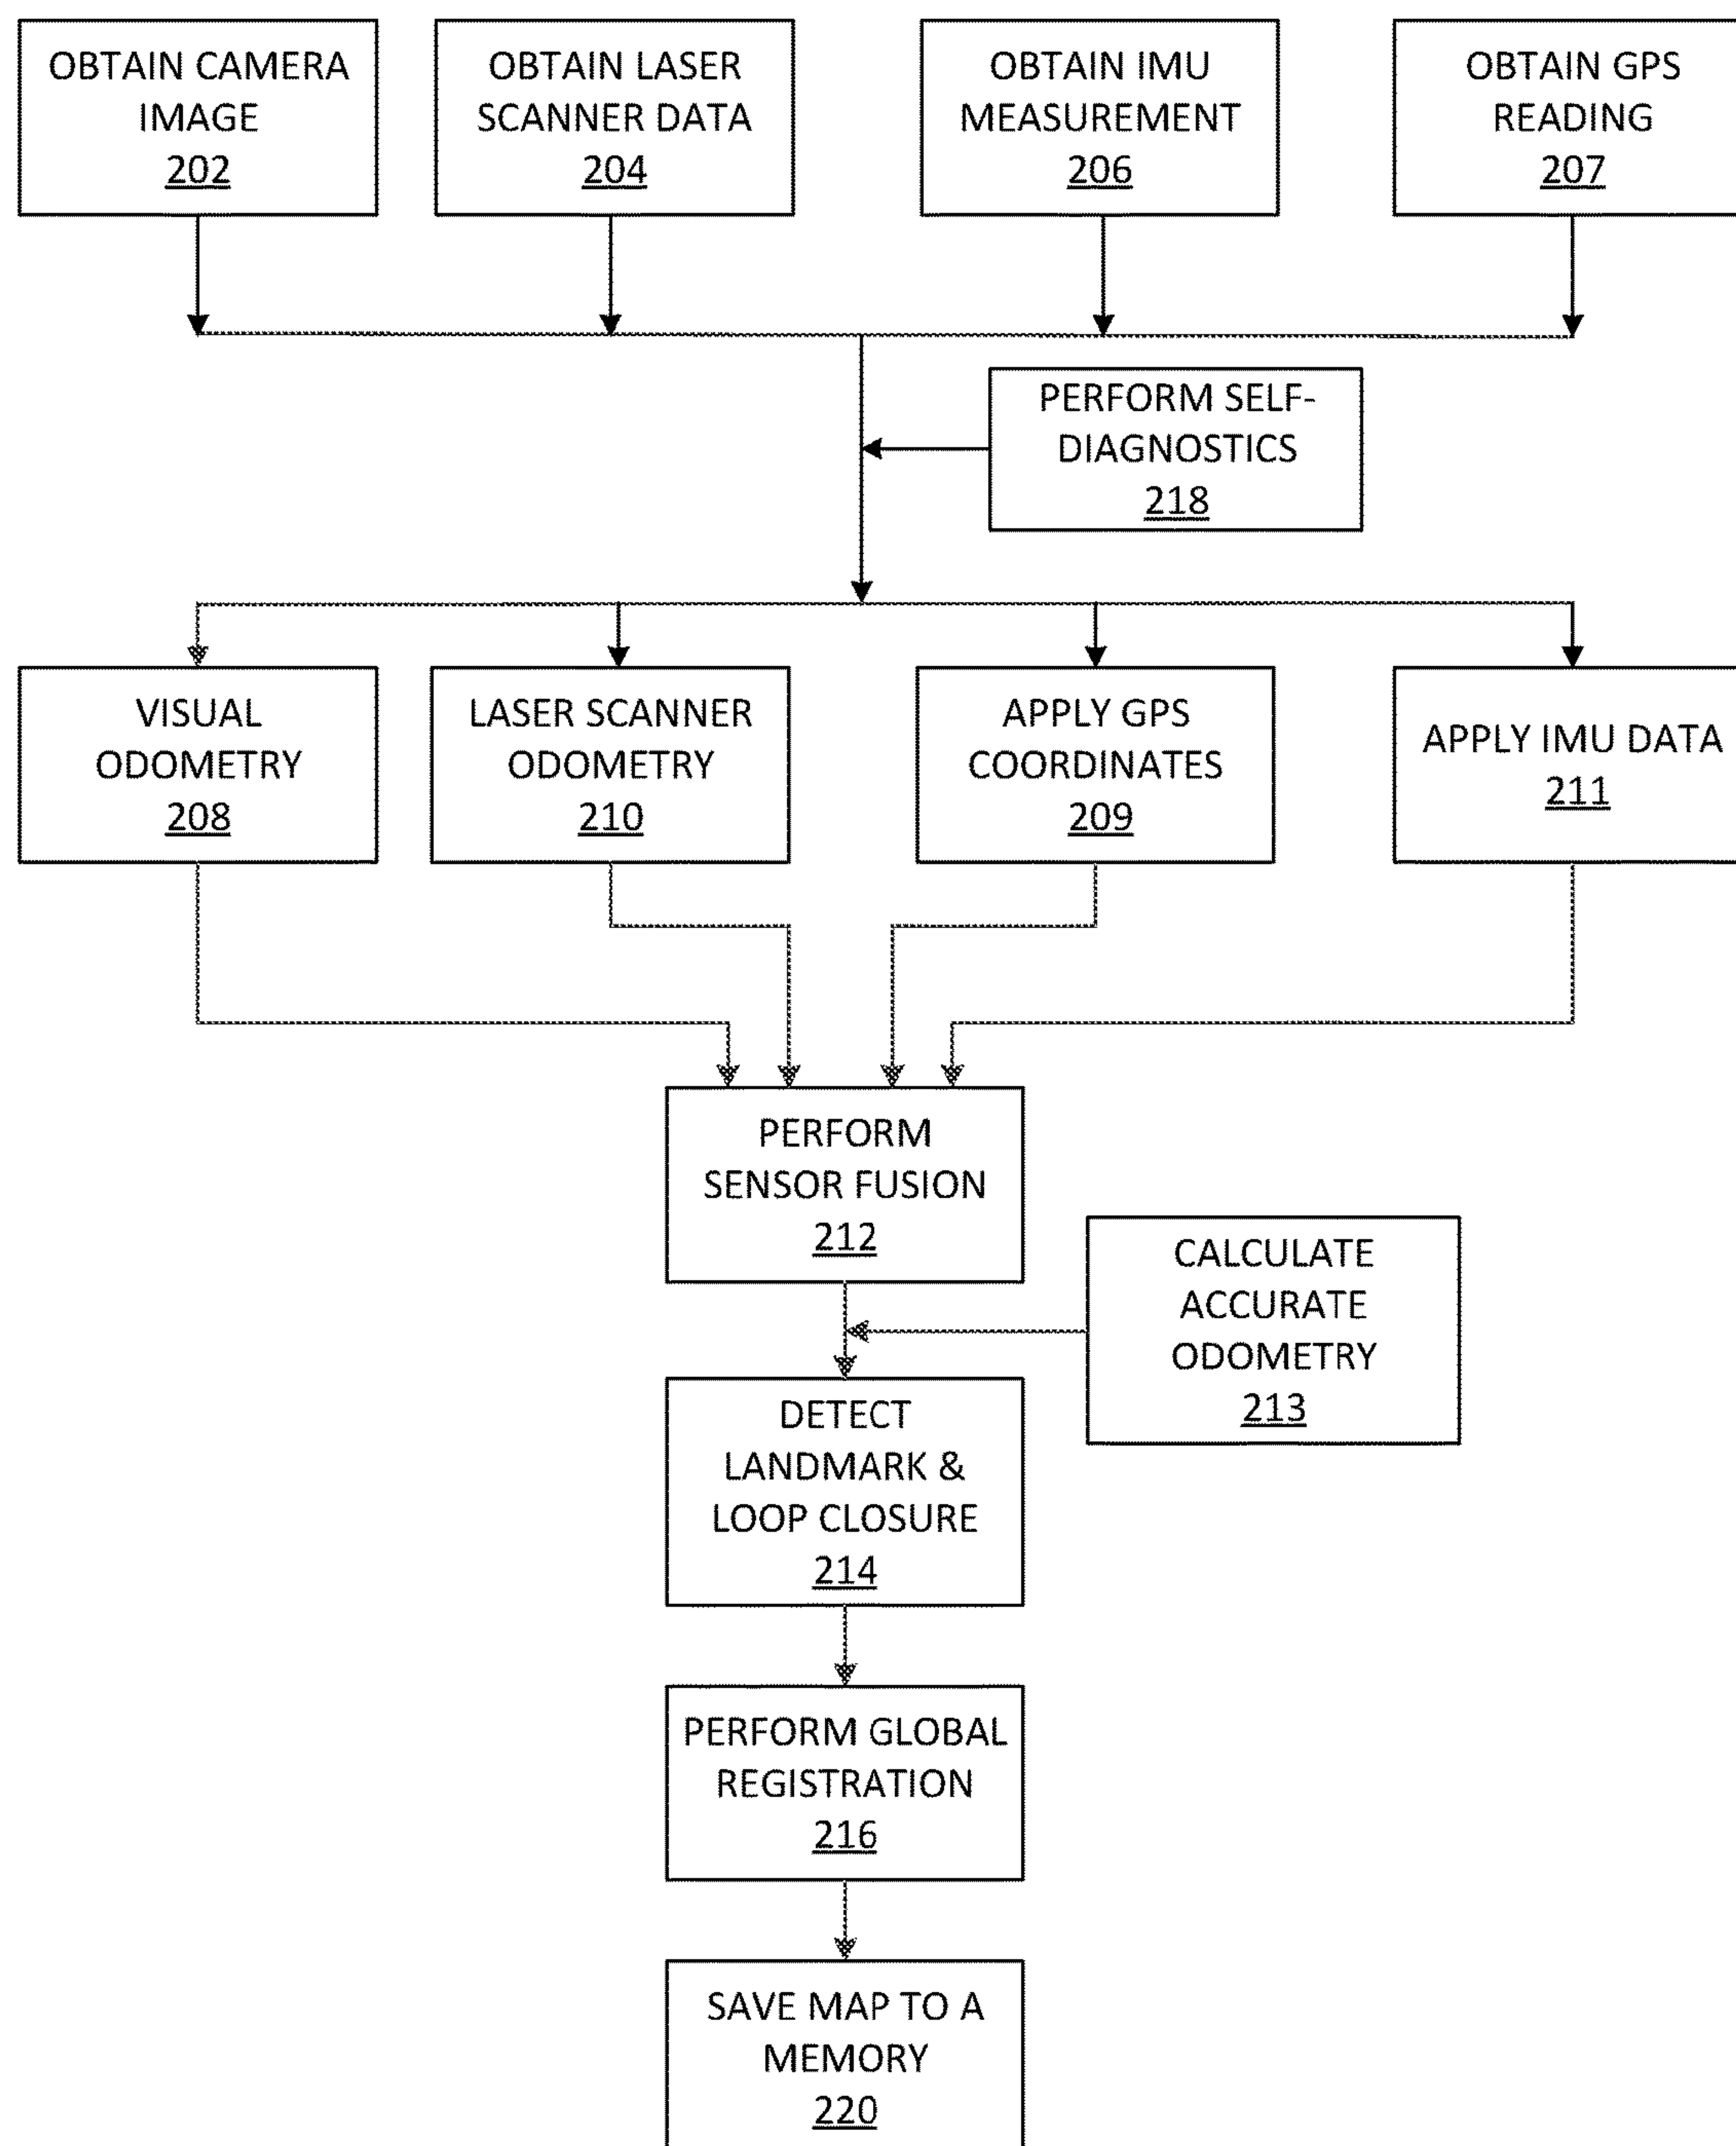 OBTAIN CAMERA
IMAGE
202
OBTAIN LASER
SCANNER DATA
204
OBTAIN IMU
MEASUREMENT
206
OBTAIN GPS
READING
207
PERFORM SELF-
DIAGNOSTICS
218
VISUAL
ODOMETRY
208
LASER SCANNER
ODOMETRY
210
APPLY GPS
COORDINATES
209
APPLY IMU DATA
211
PERFORM
SENSOR FUSION
212
CALCULATE
ACCURATE
ODOMETRY
213
DETECT
LANDMARK &
LOOP CLOSURE
214
PERFORM GLOBAL
REGISTRATION
216
SAVE MAP TO A
MEMORY
220